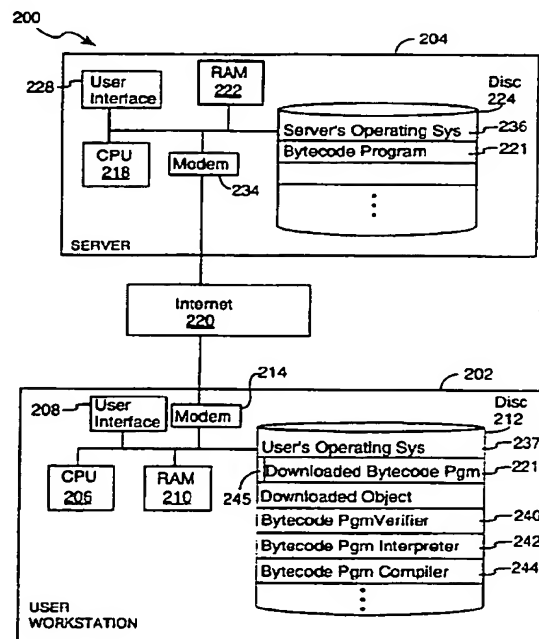 200
204
228
User
Interface
RAM
222
Disc
224
Server's Operating Sys
236
Bytecode Program
221
CPU
218
Modem
234
SERVER
Internet
220
214
202
208
User
Interface
Modem
Disc
212
User's Operating Sys
237
Downloaded Bytecode Pgm
221
245
Downloaded Object
CPU
206
RAM
210
Bytecode PgmVerifier
240
Bytecode Pgm Interpreter
242
Bytecode Pgm Compiler
244
USER
WORKSTATION